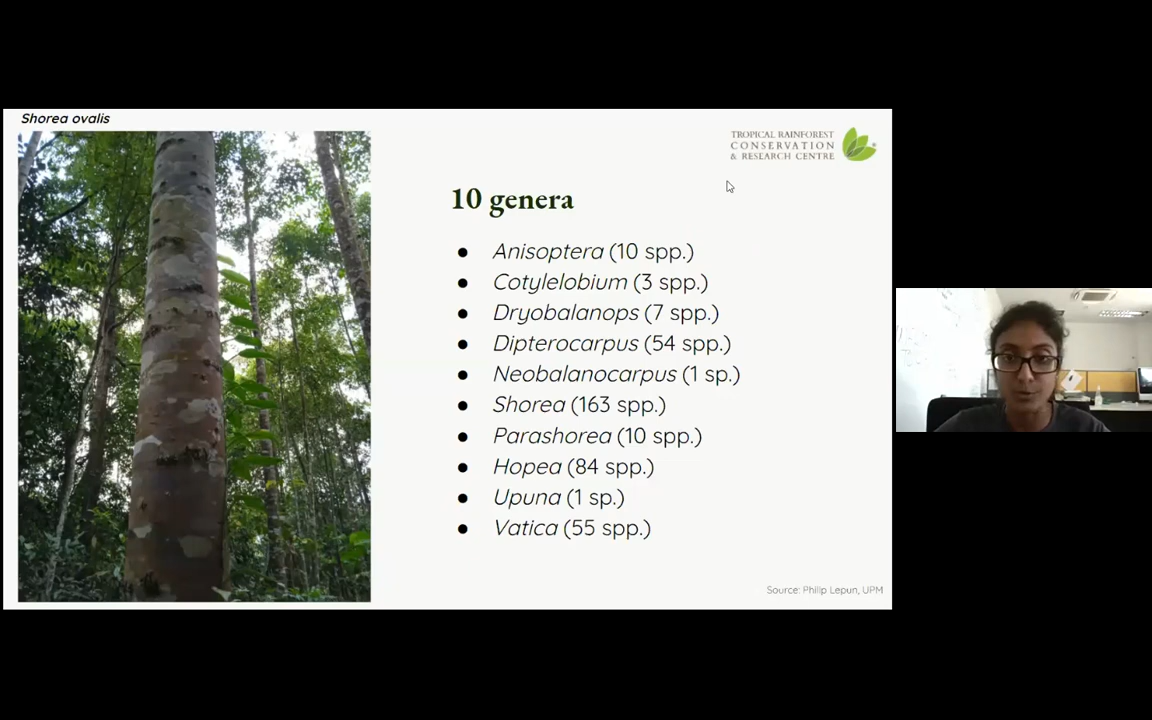 Shorea ovalis
TROPICAL RAINFOREST
CONSERVATION
& RESEARCH CENTRE
10 genera
● Anisoptera (10 spp.)
● Cotylelobium (3 spp.)
● Dryobalanops (7 spp.)
● Dipterocarpus (54 spp.)
● Neobalanocarpus (1 sp.)
● Shorea (163 spp.)
● Parashorea (10 spp.)
● Hopea (84 spp.)
● Upuna (1 sp.)
● Vatica (55 spp.)
Source: Philip Lepun, UPM